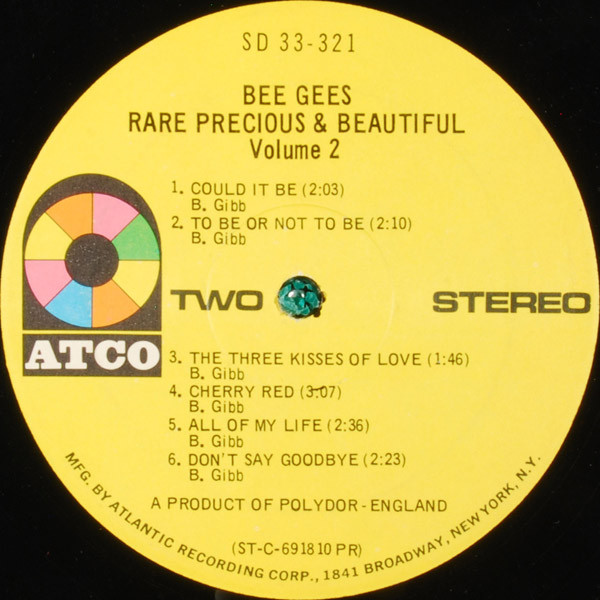 SD 33-321
BEE GEES
RARE PRECIOUS & BEAUTIFUL
Volume 2
1. COULD IT BE (2:03)
B. Gibb
2. TO BE OR NOT TO BE (2:10)
B. Gibb
TWO
STEREO
ATCO
3. THE THREE KISSES OF LOVE (1:46)
B. Gibb
4. CHERRY RED (3:07)
B. Gibb
5. ALL OF MY LIFE (2:36)
B. Gibb
6. DON'T SAY GOODBYE (2:23)
B. Gibb
A PRODUCT OF POLYDOR-ENGLAND
(ST-C-691810 PR)
MFG. BY ATLANTIC RECORDING CORP., 1841 BROADWAY, NEW YORK, N.Y.